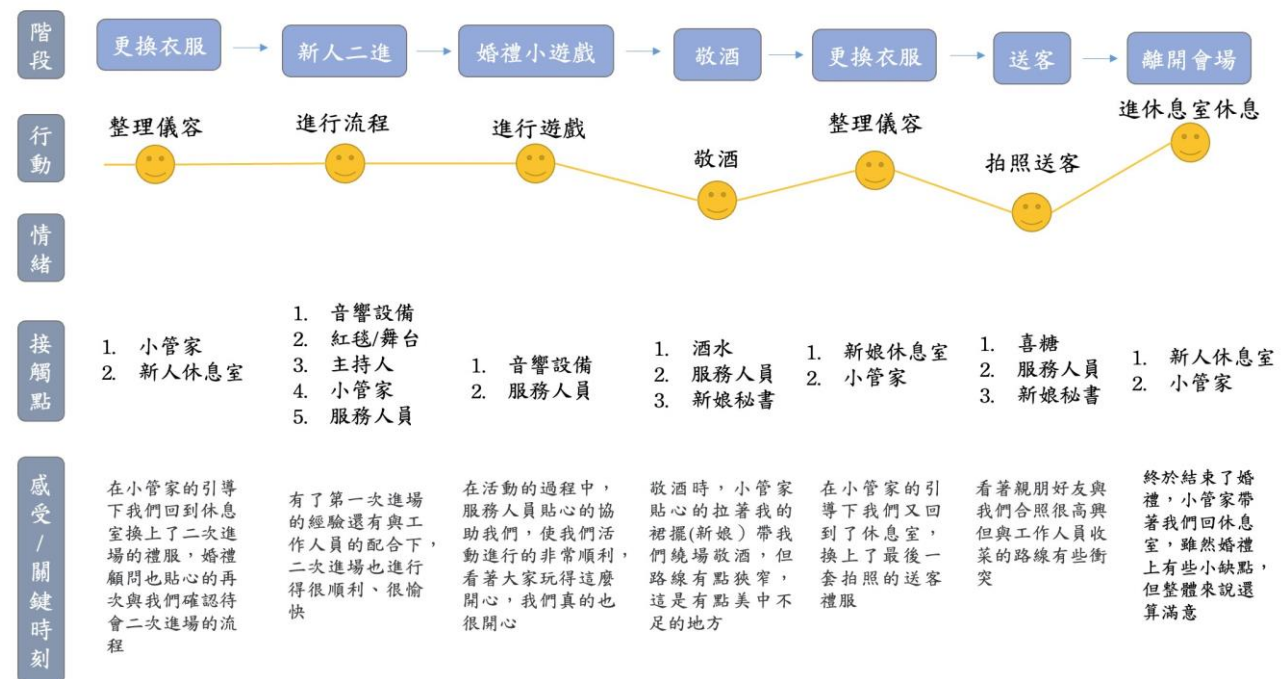 階段
更換衣服
新人二進
婚禮小遊戲
敬酒
更換衣服
送客
離開會場
行動
整理儀容
進行流程
進行遊戲
敬酒
整理儀容
拍照送客
進休息室休息
情緒
接觸點
1. 小管家
2. 新人休息室
1. 音響設備
2. 紅毯/舞台
3. 主持人
4. 小管家
5. 服務人員
1. 音響設備
2. 服務人員
1. 酒水
2. 服務人員
3. 新娘秘書
1. 新娘休息室
2. 小管家
1. 喜糖
2. 服務人員
3. 新娘秘書
1. 新人休息室
2. 小管家
感受/關鍵時刻
在小管家的引導
下我們回到休息
室換上了二次進
場的禮服，婚禮
顧問也貼心的再
次與我們確認待
會二次進場的流
程
有了第一次進場
的經驗還有與工
作人員的配合下，
二次進場也進行
得很順利、很愉
快
在活動的過程中，
服務人員貼心的協
助我們，使我們活
動進行的非常順利，
看著大家玩得這麼
開心，我們真的也
很開心
敬酒時，小管家
貼心的拉著我的
裙擺(新娘）帶我
們繞場敬酒，但
路線有點狹窄，
這是有點美中不
足的地方
在小管家的引
導下我們又回
到了休息室，
換上了最後一
套拍照的送客
禮服
看著親朋好友與
我們合照很高興
但與工作人員收
菜的路線有些衝
突
終於結束了婚
禮，小管家帶
著我們回休息
室，雖然婚禮
上有些小缺點，
但整體來說還
算滿意